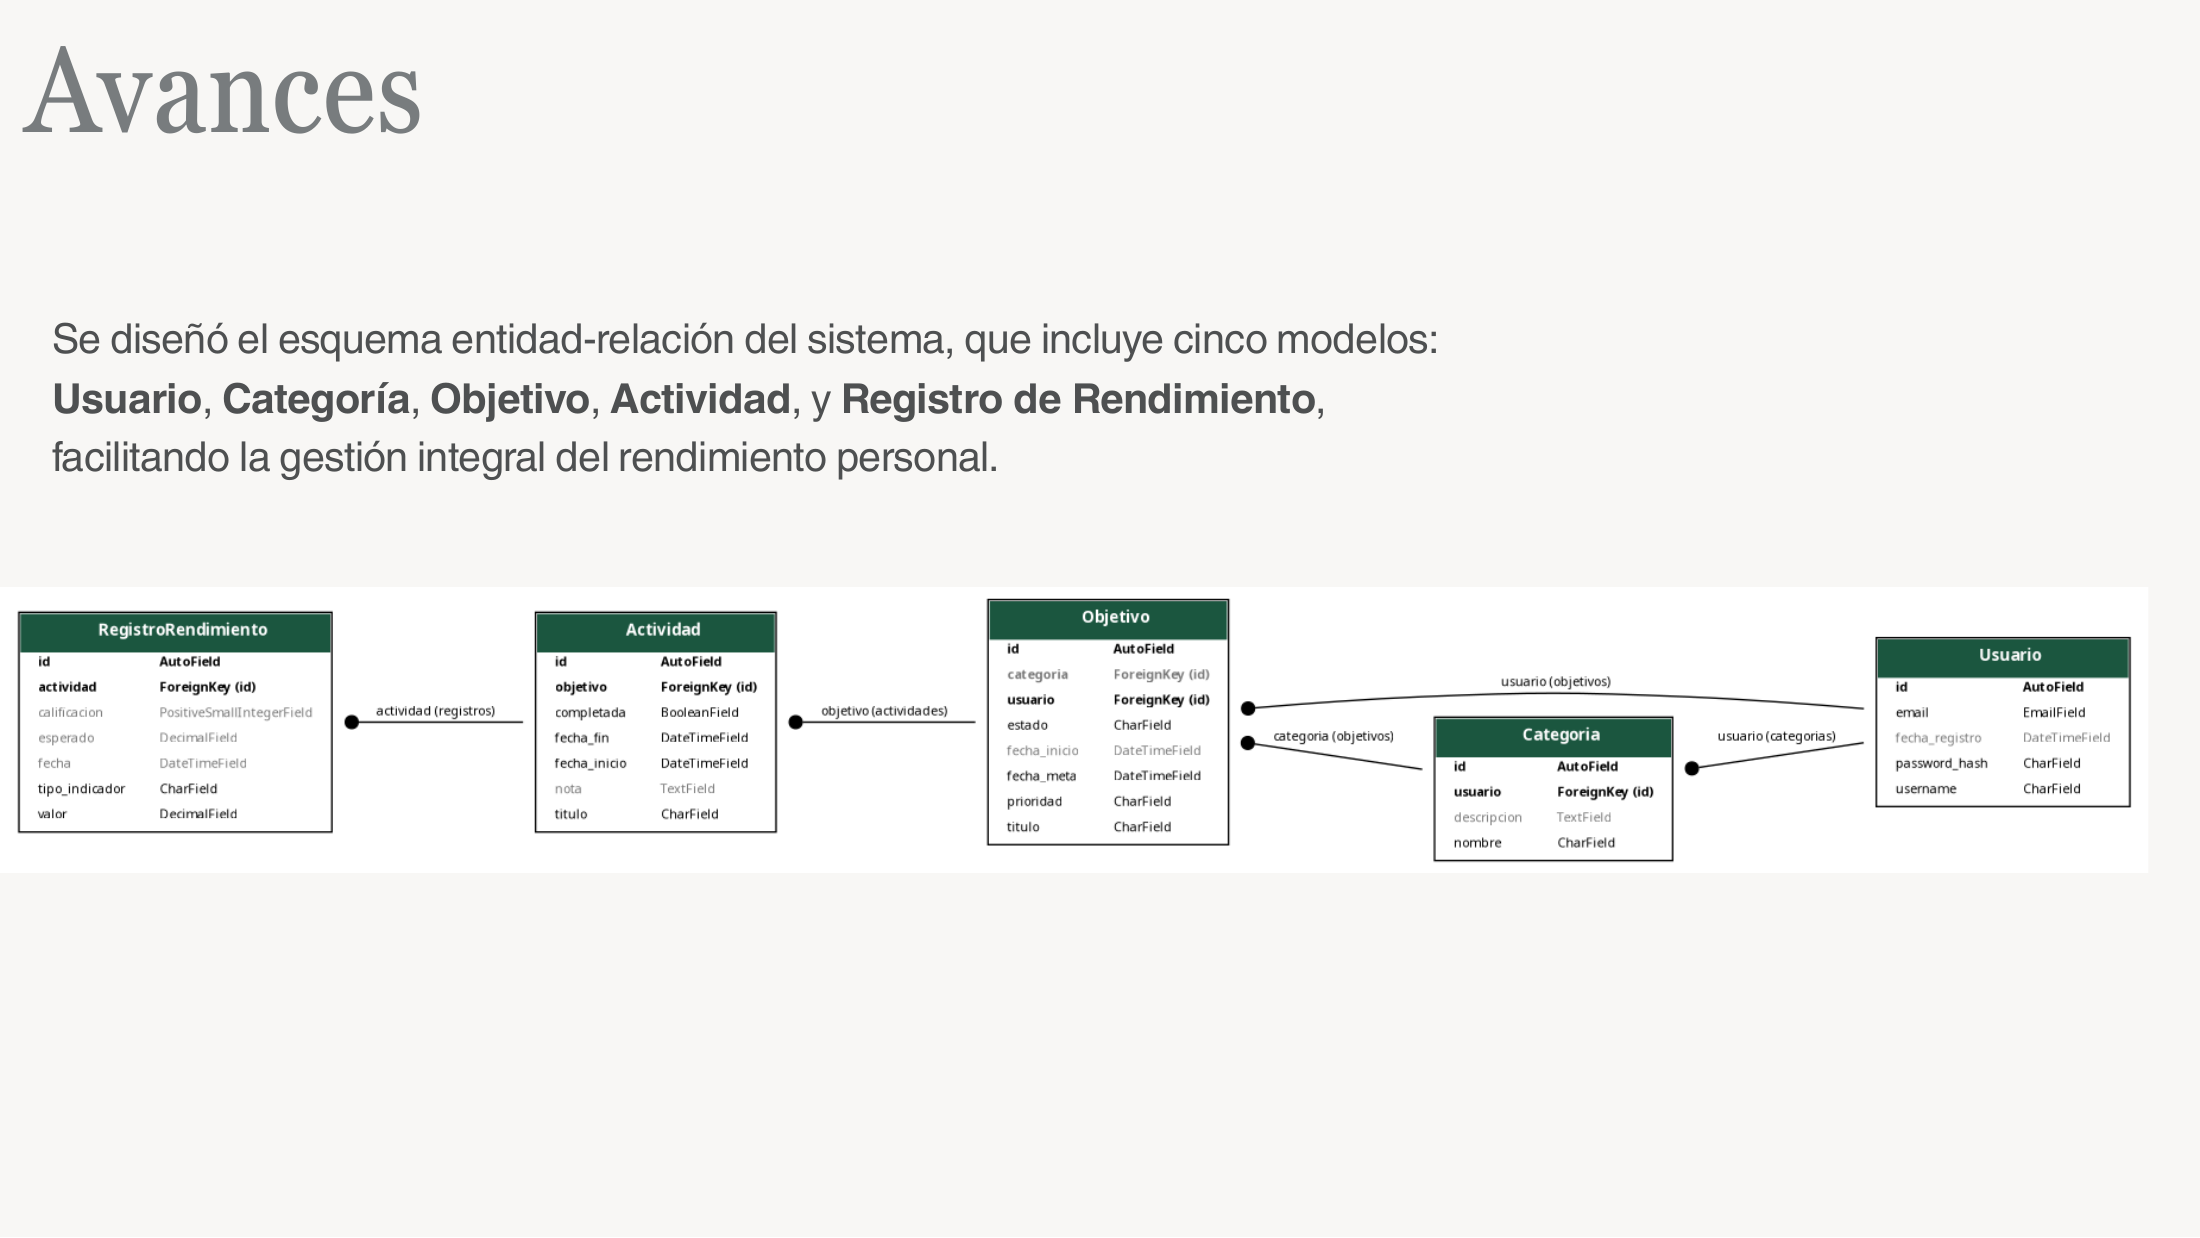 Avances
Se diseñó el esquema entidad-relación del sistema, que incluye cinco modelos:
Usuario, Categoría, Objetivo, Actividad, y Registro de Rendimiento,
facilitando la gestión integral del rendimiento personal.
RegistroRendimiento
id AutoField
actividad ForeignKey (id)
calificacion PositiveSmallIntegerField
esperado DecimalField
fecha DateTimeField
tipo_indicador CharField
valor DecimalField
actividad (registros)
Actividad
id AutoField
objetivo ForeignKey (id)
completada BooleanField
fecha_fin DateTimeField
fecha_inicio DateTimeField
nota TextField
titulo CharField
objetivo (actividades)
Objetivo
id AutoField
categoria ForeignKey (id)
usuario ForeignKey (id)
estado CharField
fecha_inicio DateTimeField
fecha_meta DateTimeField
prioridad CharField
titulo CharField
usuario (objetivos)
categoria (objetivos)
Categoria
id AutoField
usuario ForeignKey (id)
descripcion TextField
nombre CharField
usuario (categorias)
Usuario
id AutoField
email EmailField
fecha_registro DateTimeField
password_hash CharField
username CharField